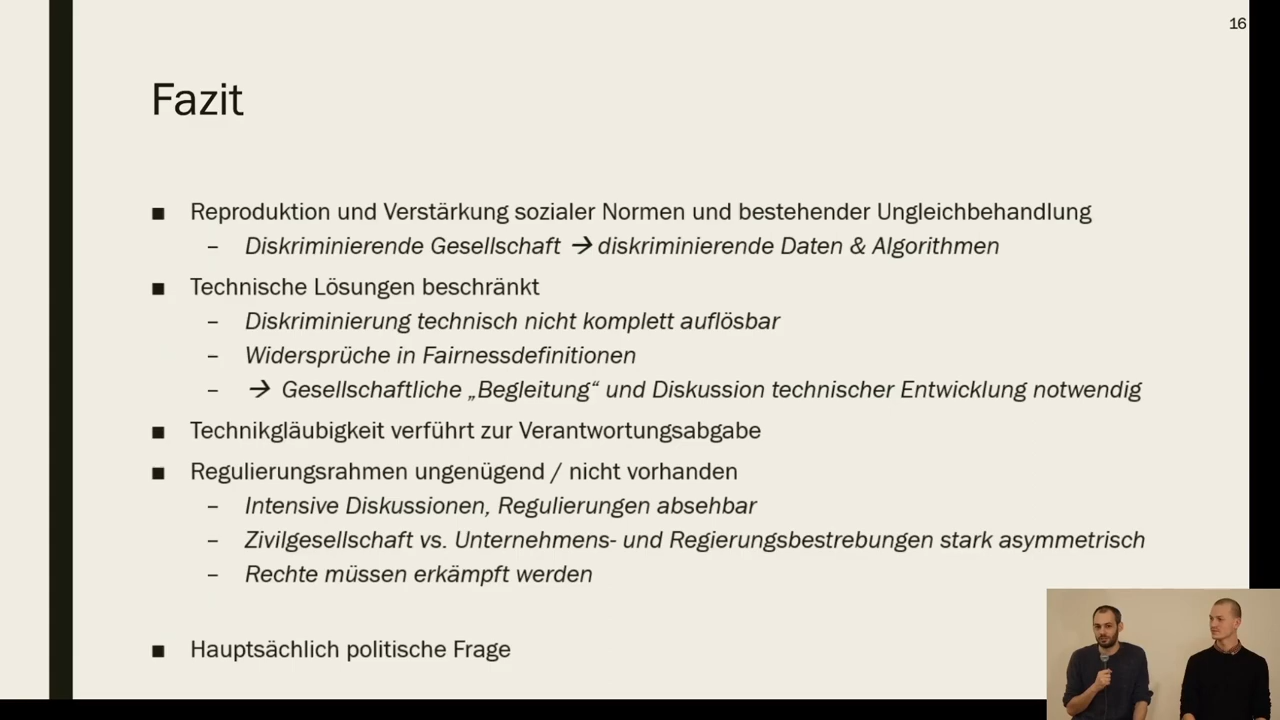 16
Fazit
■ Reproduktion und Verstärkung sozialer Normen und bestehender Ungleichbehandlung
– Diskriminierende Gesellschaft → diskriminierende Daten & Algorithmen
■ Technische Lösungen beschränkt
– Diskriminierung technisch nicht komplett auflösbar
– Widersprüche in Fairnessdefinitionen
– → Gesellschaftliche „Begleitung“ und Diskussion technischer Entwicklung notwendig
■ Technikgläubigkeit verführt zur Verantwortungsabgabe
■ Regulierungsrahmen ungenügend / nicht vorhanden
– Intensive Diskussionen, Regulierungen absehbar
– Zivilgesellschaft vs. Unternehmens- und Regierungsbestrebungen stark asymmetrisch
– Rechte müssen erkämpft werden
■ Hauptsächlich politische Frage